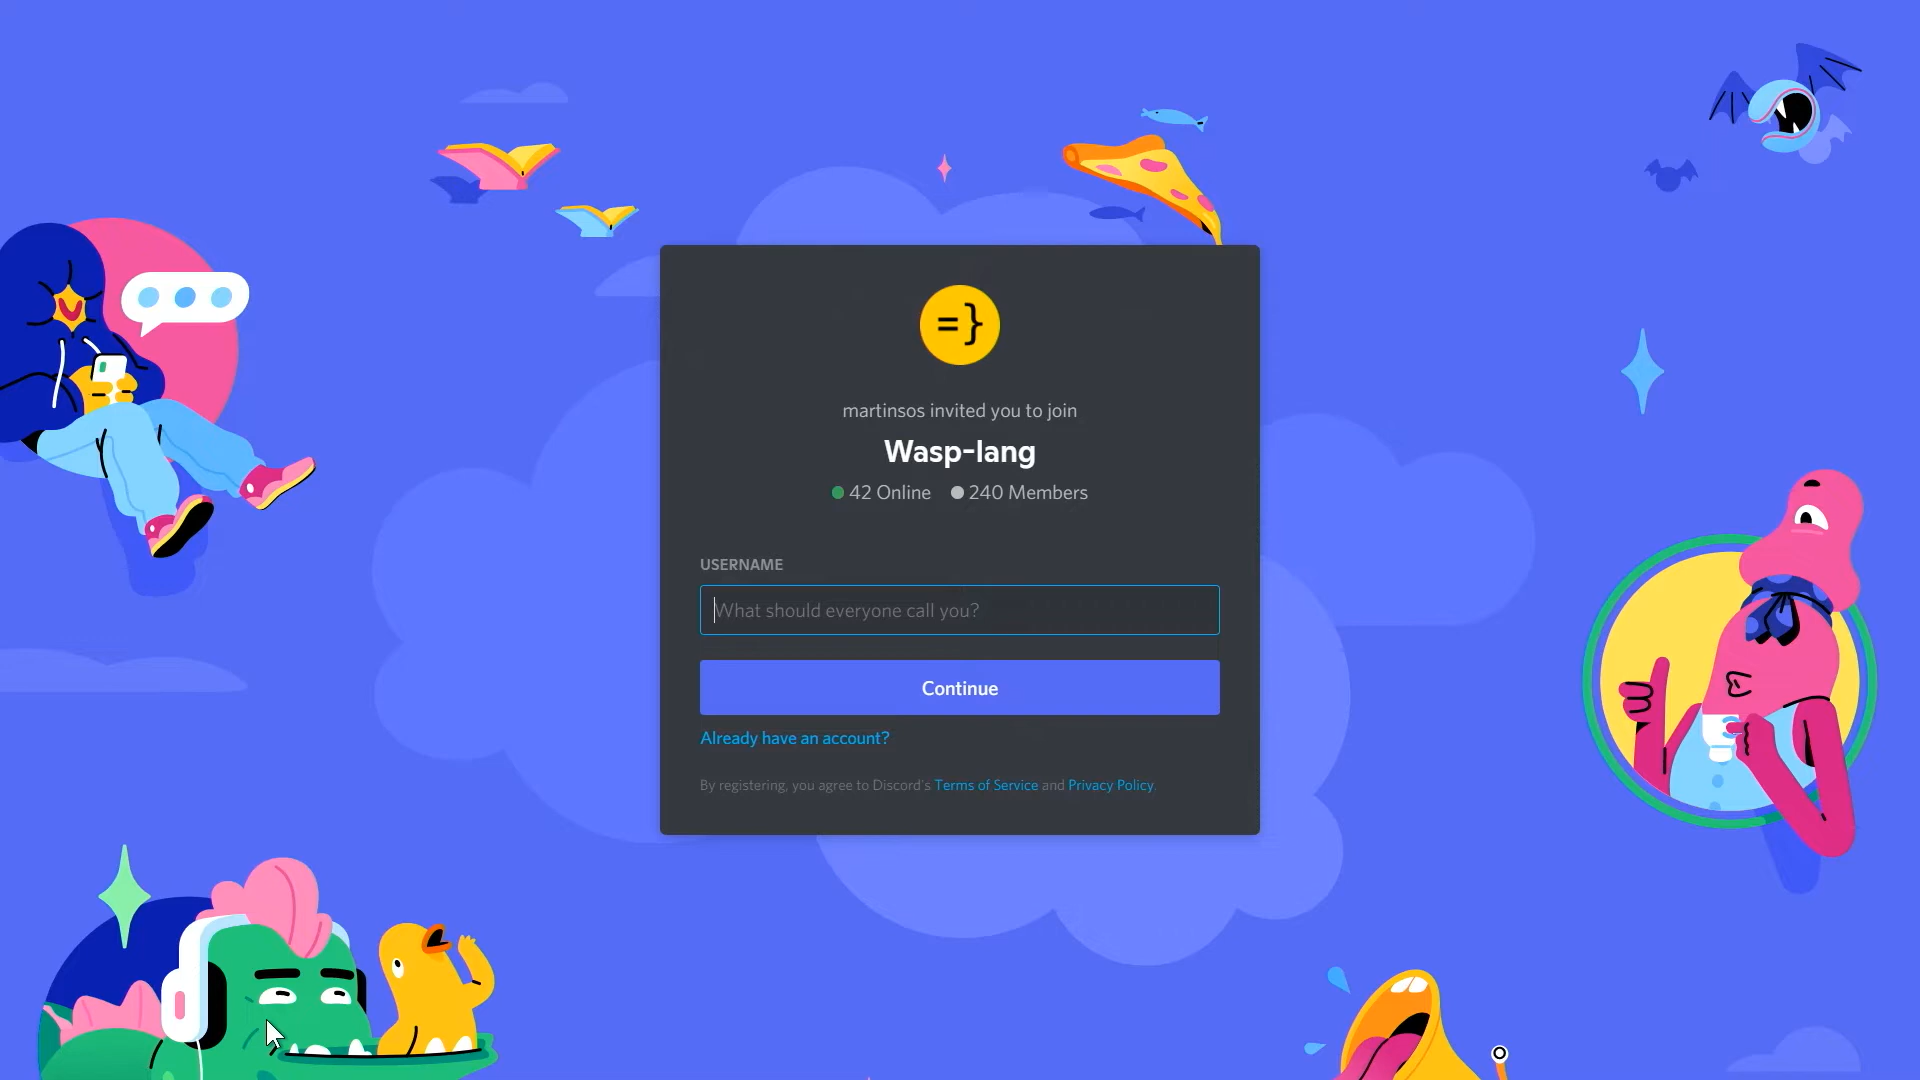 =}
martinsos invited you to join
Wasp-lang
42 Online 240 Members
USERNAME
What should everyone call you?
Continue
Already have an account?
By registering, you agree to Discord's Terms of Service and Privacy Policy.